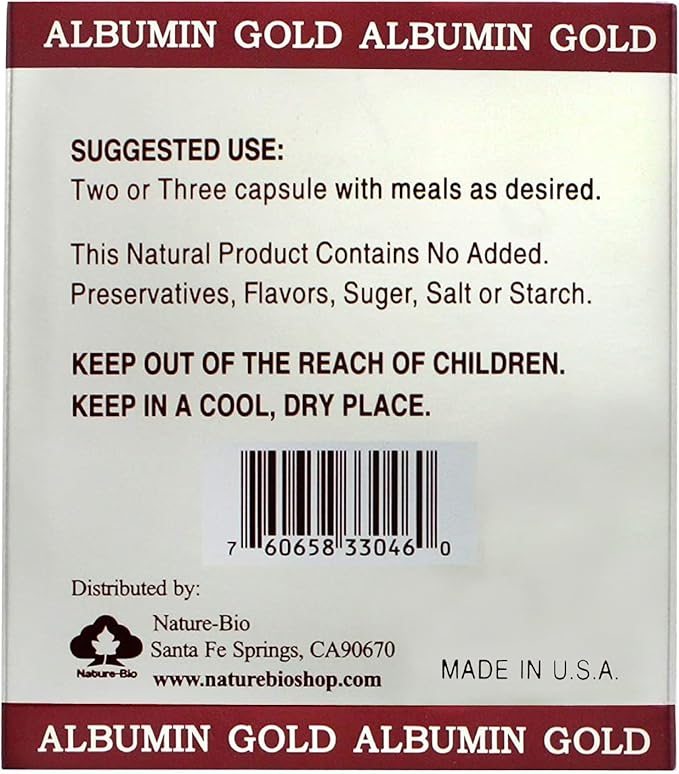 ALBUMIN GOLD ALBUMIN GOLD
SUGGESTED USE:
Two or Three capsule with meals as desired.
This Natural Product Contains No Added.
Preservatives, Flavors, Suger, Salt or Starch.
KEEP OUT OF THE REACH OF CHILDREN.
KEEP IN A COOL, DRY PLACE.
7 60658 33046 0
Distributed by:
Nature-Bio
Santa Fe Springs, CA90670
Nature-Bio
www.naturebioshop.com
MADE IN U.S.A.
ALBUMIN GOLD ALBUMIN GOLD